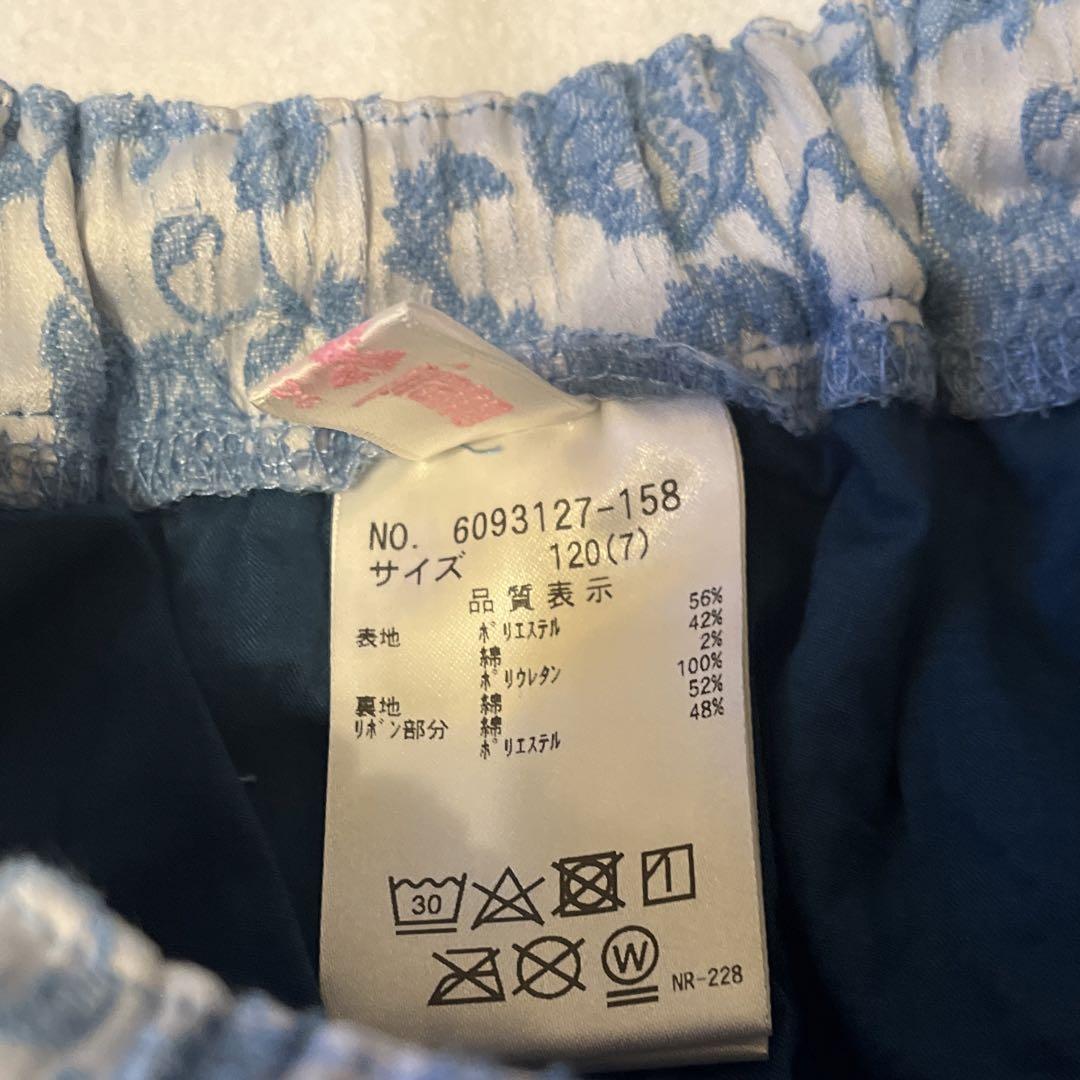 NO. 6093127-158
サイズ 120(7)
品質表示
表地 ポリエステル 56%
綿 42%
ポリウレタン 2%
裏地 綿 100%
リボン部分 綿 52%
ポリエステル 48%
30
W
NR-228